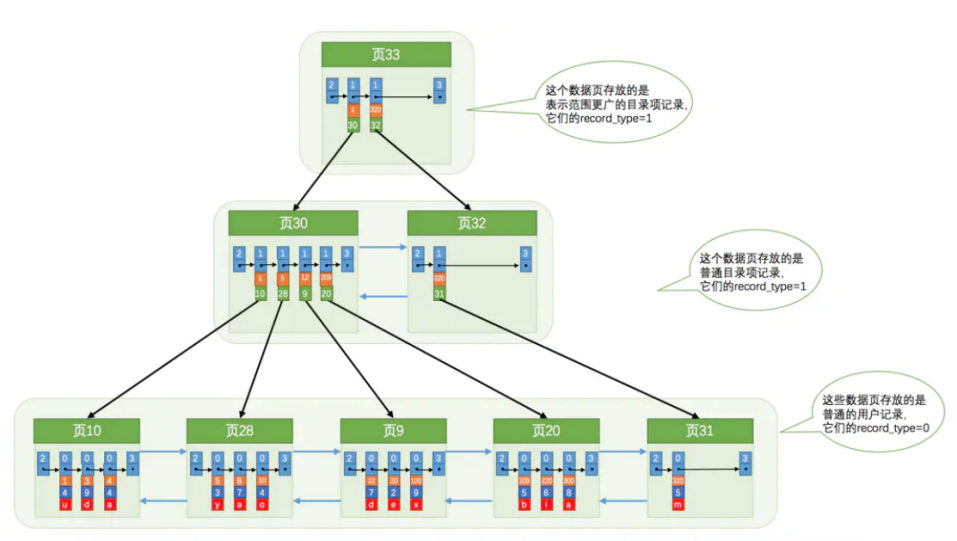 页33
2 1 1 3
1 320
30 32
这个数据页存放的是
表示范围更广的目录项记录,
它们的record_type=1
页30 页32
2 1 1 1 1 3 2 1 3
1 5 12 209 320
10 28 9 20 31
这个数据页存放的是
普通目录项记录,
它们的record_type=1
这些数据页存放的是
普通的用户记录,
它们的record_type=0
页10 页28 页9 页20 页31
2 0 0 0 3 2 0 0 0 3 2 0 0 0 3 2 0 0 0 3 2 0 3
1 3 4 5 8 10 12 20 100 209 220 300 320
4 9 4 3 7 4 7 2 9 5 6 8 5
u d a y a o d e x b i a m